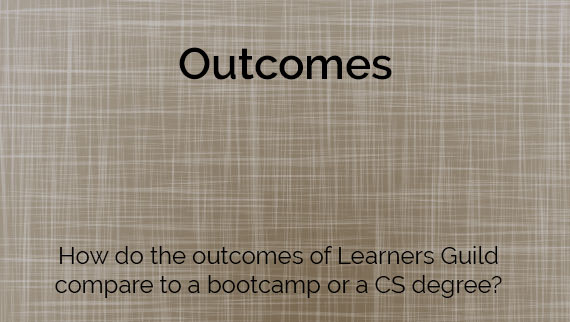 Outcomes
How do the outcomes of Learners Guild
compare to a bootcamp or a CS degree?